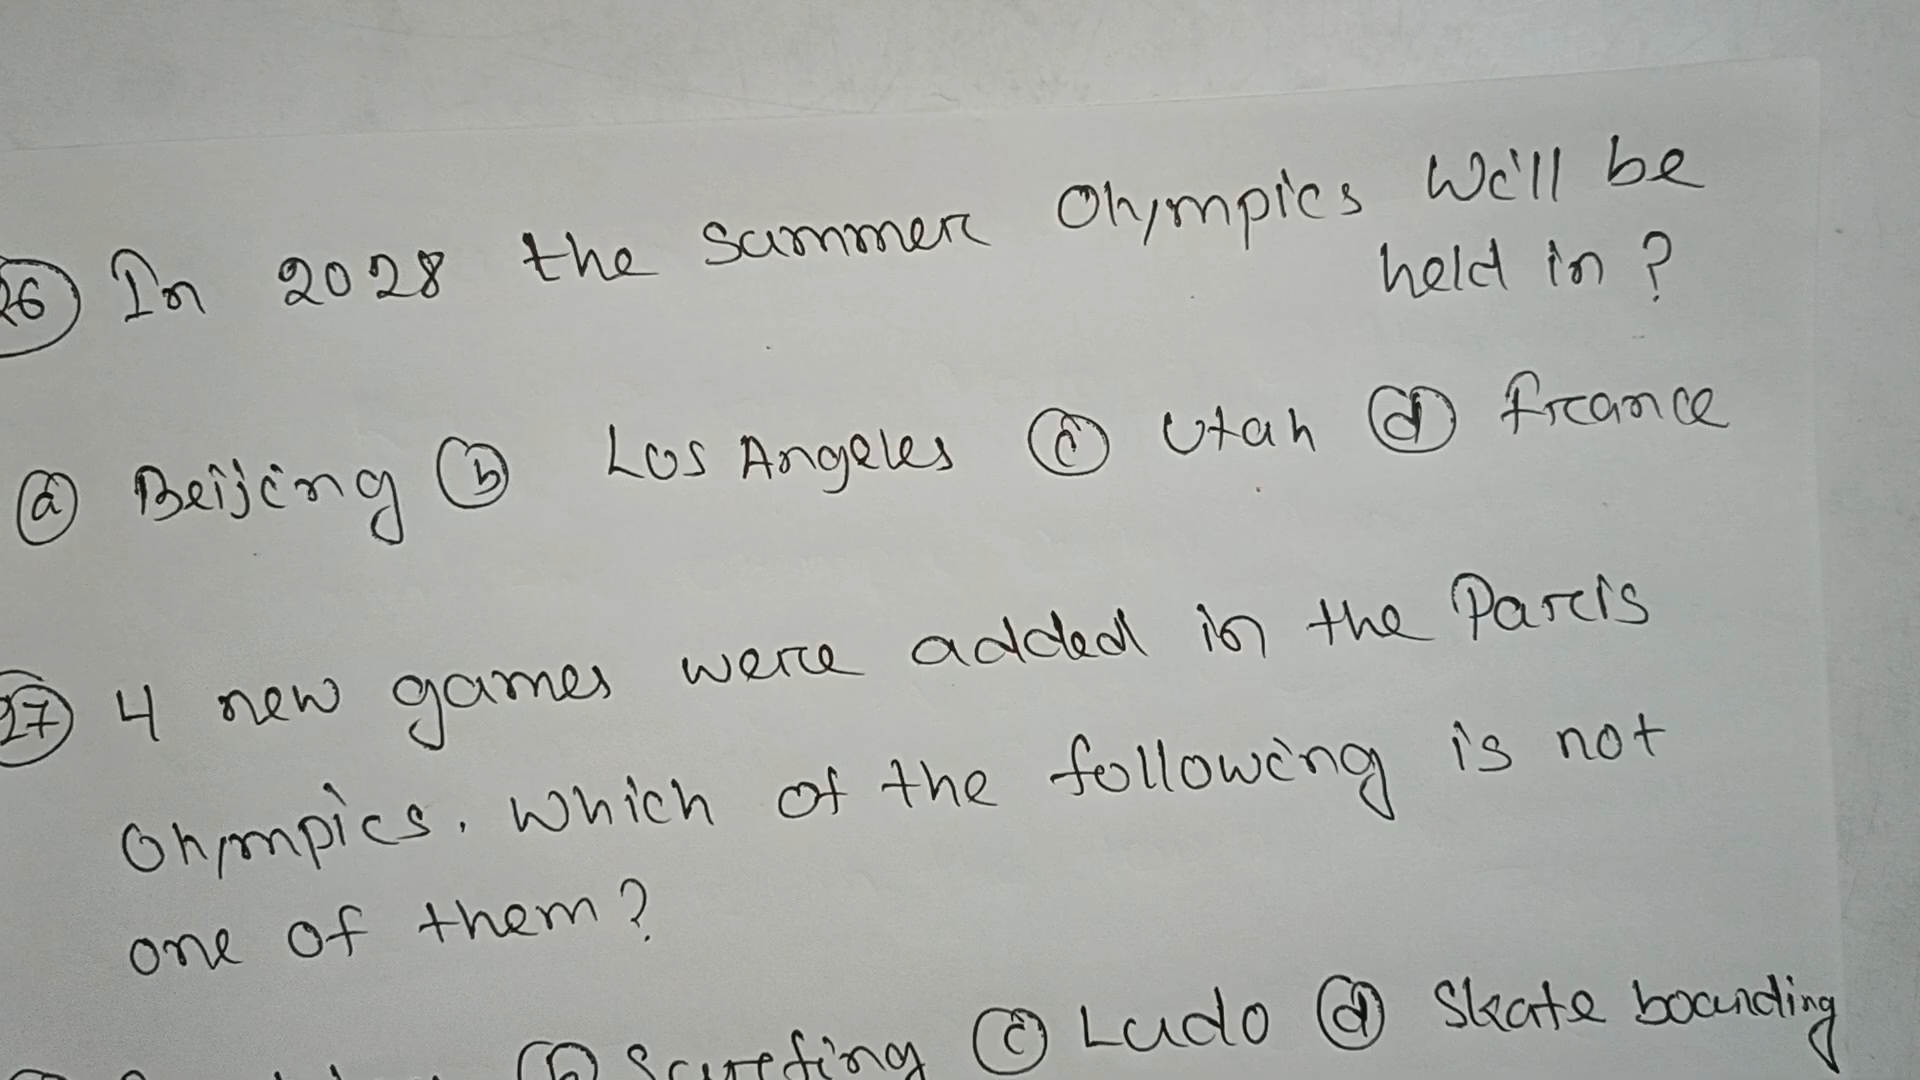 26 In 2028 the summer Olympics will be
held in ?
a Beijing b Los Angeles c Utah d france
27 4 new games were added in the Paris
Olympics. Which of the following is not
one of them?
b Surfing c Ludo d Skate boarding